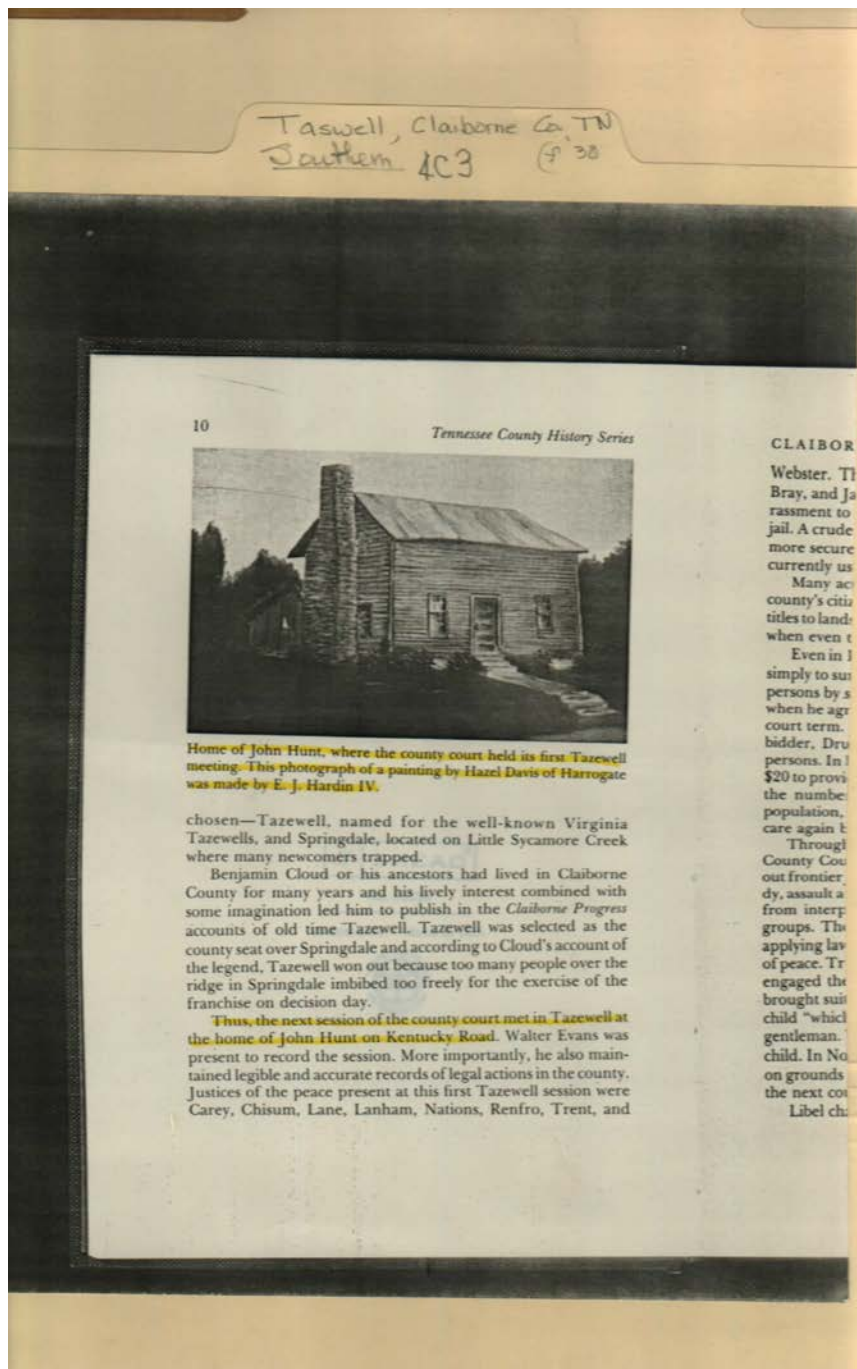 Taswell, Claiborne Co, TN
Southern 4C3 (f '38
10
Tennessee County History Series
Home of John Hunt, where the county court held its first Tazewell
meeting. This photograph of a painting by Hazel Davis of Harrogate
was made by E. J. Hardin IV.
chosen—Tazewell, named for the well-known Virginia
Tazewells, and Springdale, located on Little Sycamore Creek
where many newcomers trapped.
Benjamin Cloud or his ancestors had lived in Claiborne
County for many years and his lively interest combined with
some imagination led him to publish in the Claiborne Progress
accounts of old time Tazewell. Tazewell was selected as the
county seat over Springdale and according to Cloud's account of
the legend, Tazewell won out because too many people over the
ridge in Springdale imbibed too freely for the exercise of the
franchise on decision day.
Thus, the next session of the county court met in Tazewell at
the home of John Hunt on Kentucky Road. Walter Evans was
present to record the session. More importantly, he also main-
tained legible and accurate records of legal actions in the county.
Justices of the peace present at this first Tazewell session were
Carey, Chisum, Lane, Lanham, Nations, Renfro, Trent, and
CLAIBOR
Webster. Th
Bray, and Ja
rassment to
jail. A crude
more secure
currently us
Many ac
county's citiz
titles to land
when even t
Even in
simply to su
persons by s
when he agr
court term.
bidder, Dru
persons. In
$20 to provi
the number
population,
care again b
Through
County Cou
out frontier
dy, assault a
from interp
groups. The
applying law
of peace. Tr
engaged the
brought suit
child "which
gentleman.
child. In No
on grounds
the next cou
Libel ch